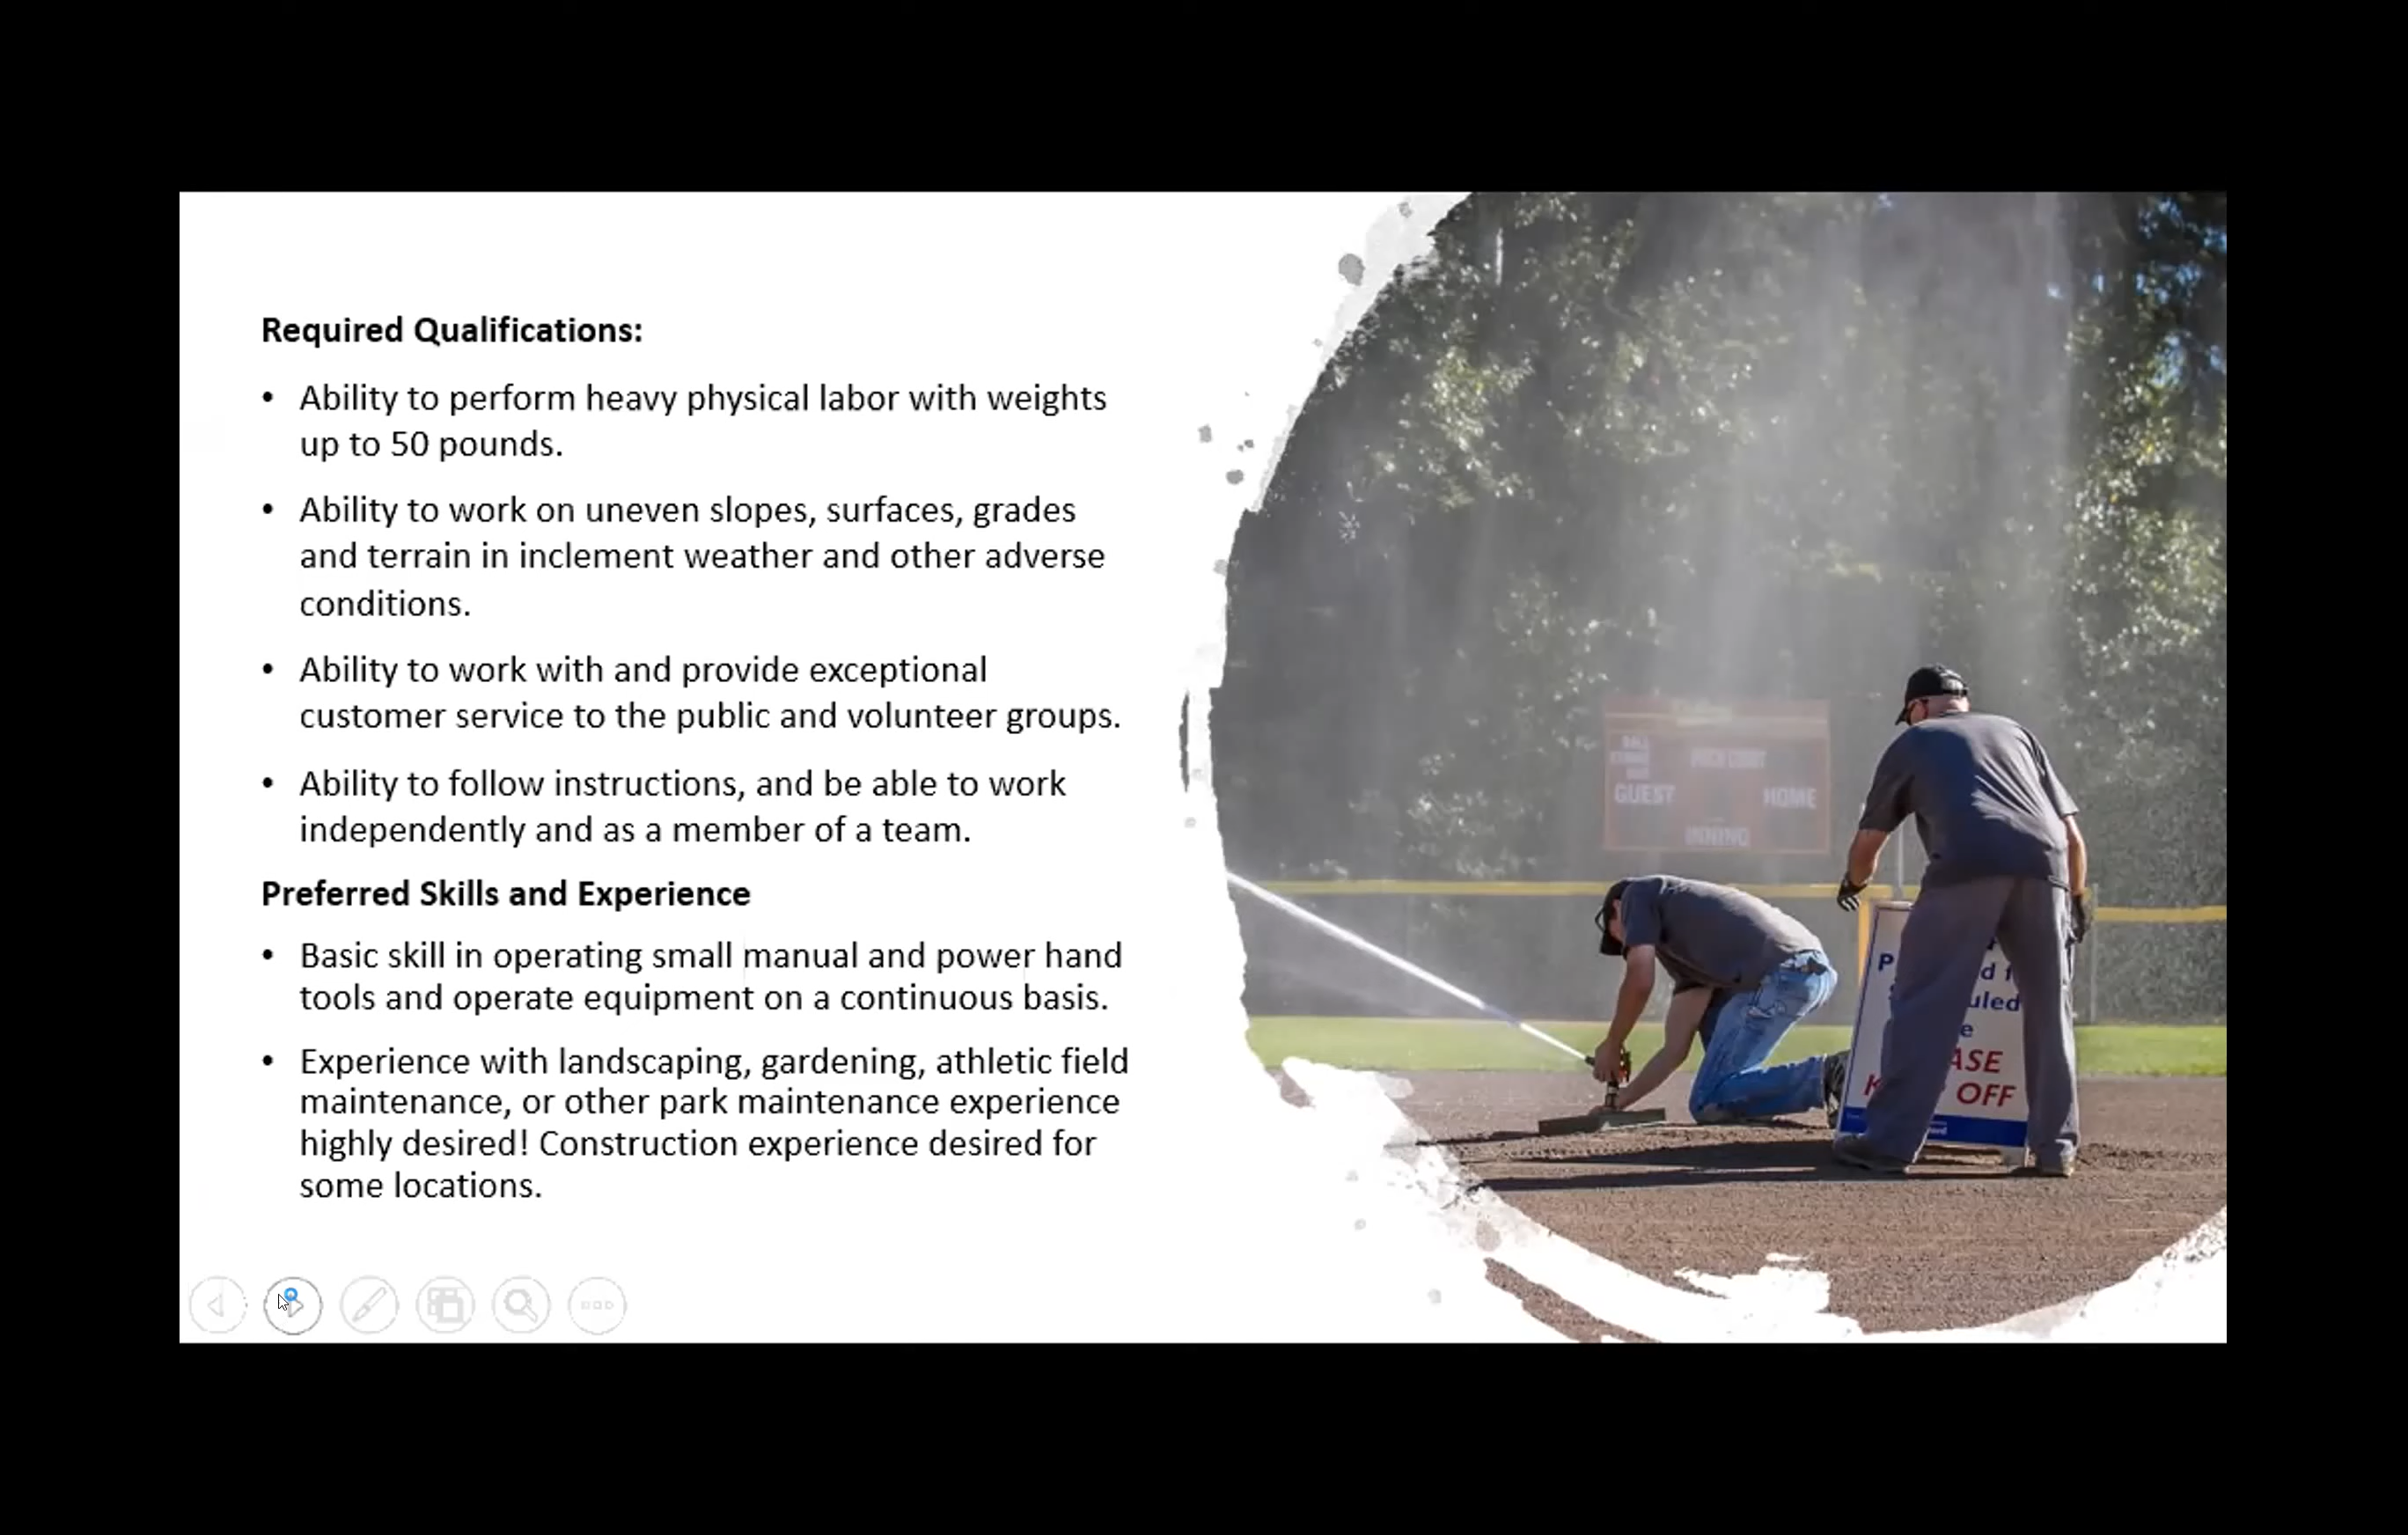 Required Qualifications:
• Ability to perform heavy physical labor with weights
up to 50 pounds.
• Ability to work on uneven slopes, surfaces, grades
and terrain in inclement weather and other adverse
conditions.
• Ability to work with and provide exceptional
customer service to the public and volunteer groups.
• Ability to follow instructions, and be able to work
independently and as a member of a team.
Preferred Skills and Experience
• Basic skill in operating small manual and power hand
tools and operate equipment on a continuous basis.
• Experience with landscaping, gardening, athletic field
maintenance, or other park maintenance experience
highly desired! Construction experience desired for
some locations.
BALL
STRIKE
OUT
PITCH COUNT
GUEST
HOME
INNING
OFF